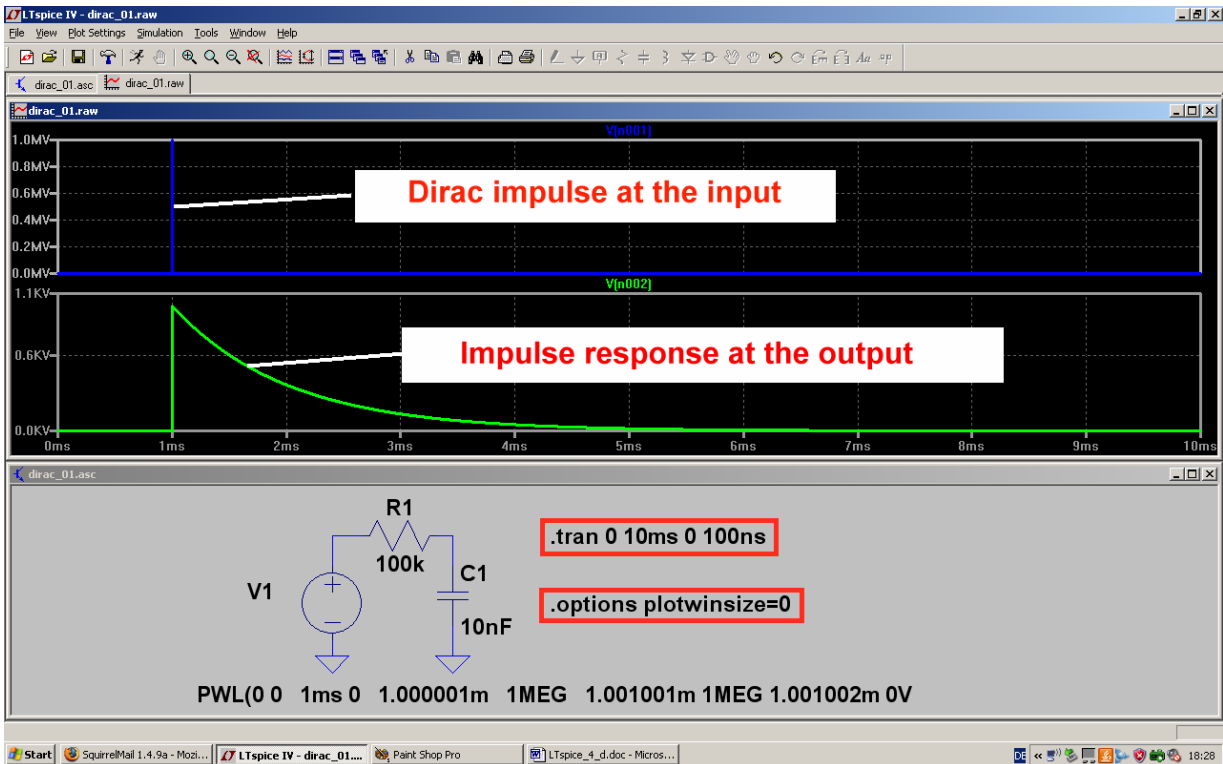 LTspice IV - dirac_01.raw
File View Plot Settings Simulation Tools Window Help
dirac_01.asc dirac_01.raw
dirac_01.raw
V(n001)
1.0MV
0.8MV
0.6MV
0.4MV
0.2MV
0.0MV
Dirac impulse at the input
V(n002)
1.1KV
0.6KV
0.0KV
Impulse response at the output
0ms 1ms 2ms 3ms 4ms 5ms 6ms 7ms 8ms 9ms 10ms
dirac_01.asc
R1
100k
V1
C1
10nF
.tran 0 10ms 0 100ns
.options plotwinsize=0
PWL(0 0 1ms 0 1.000001m 1MEG 1.001001m 1MEG 1.001002m 0V
Start SquirrelMail 1.4.9a - Mozi... LTspice IV - dirac_01.... Paint Shop Pro LTspice_4_d.doc - Micros... DE 18:28